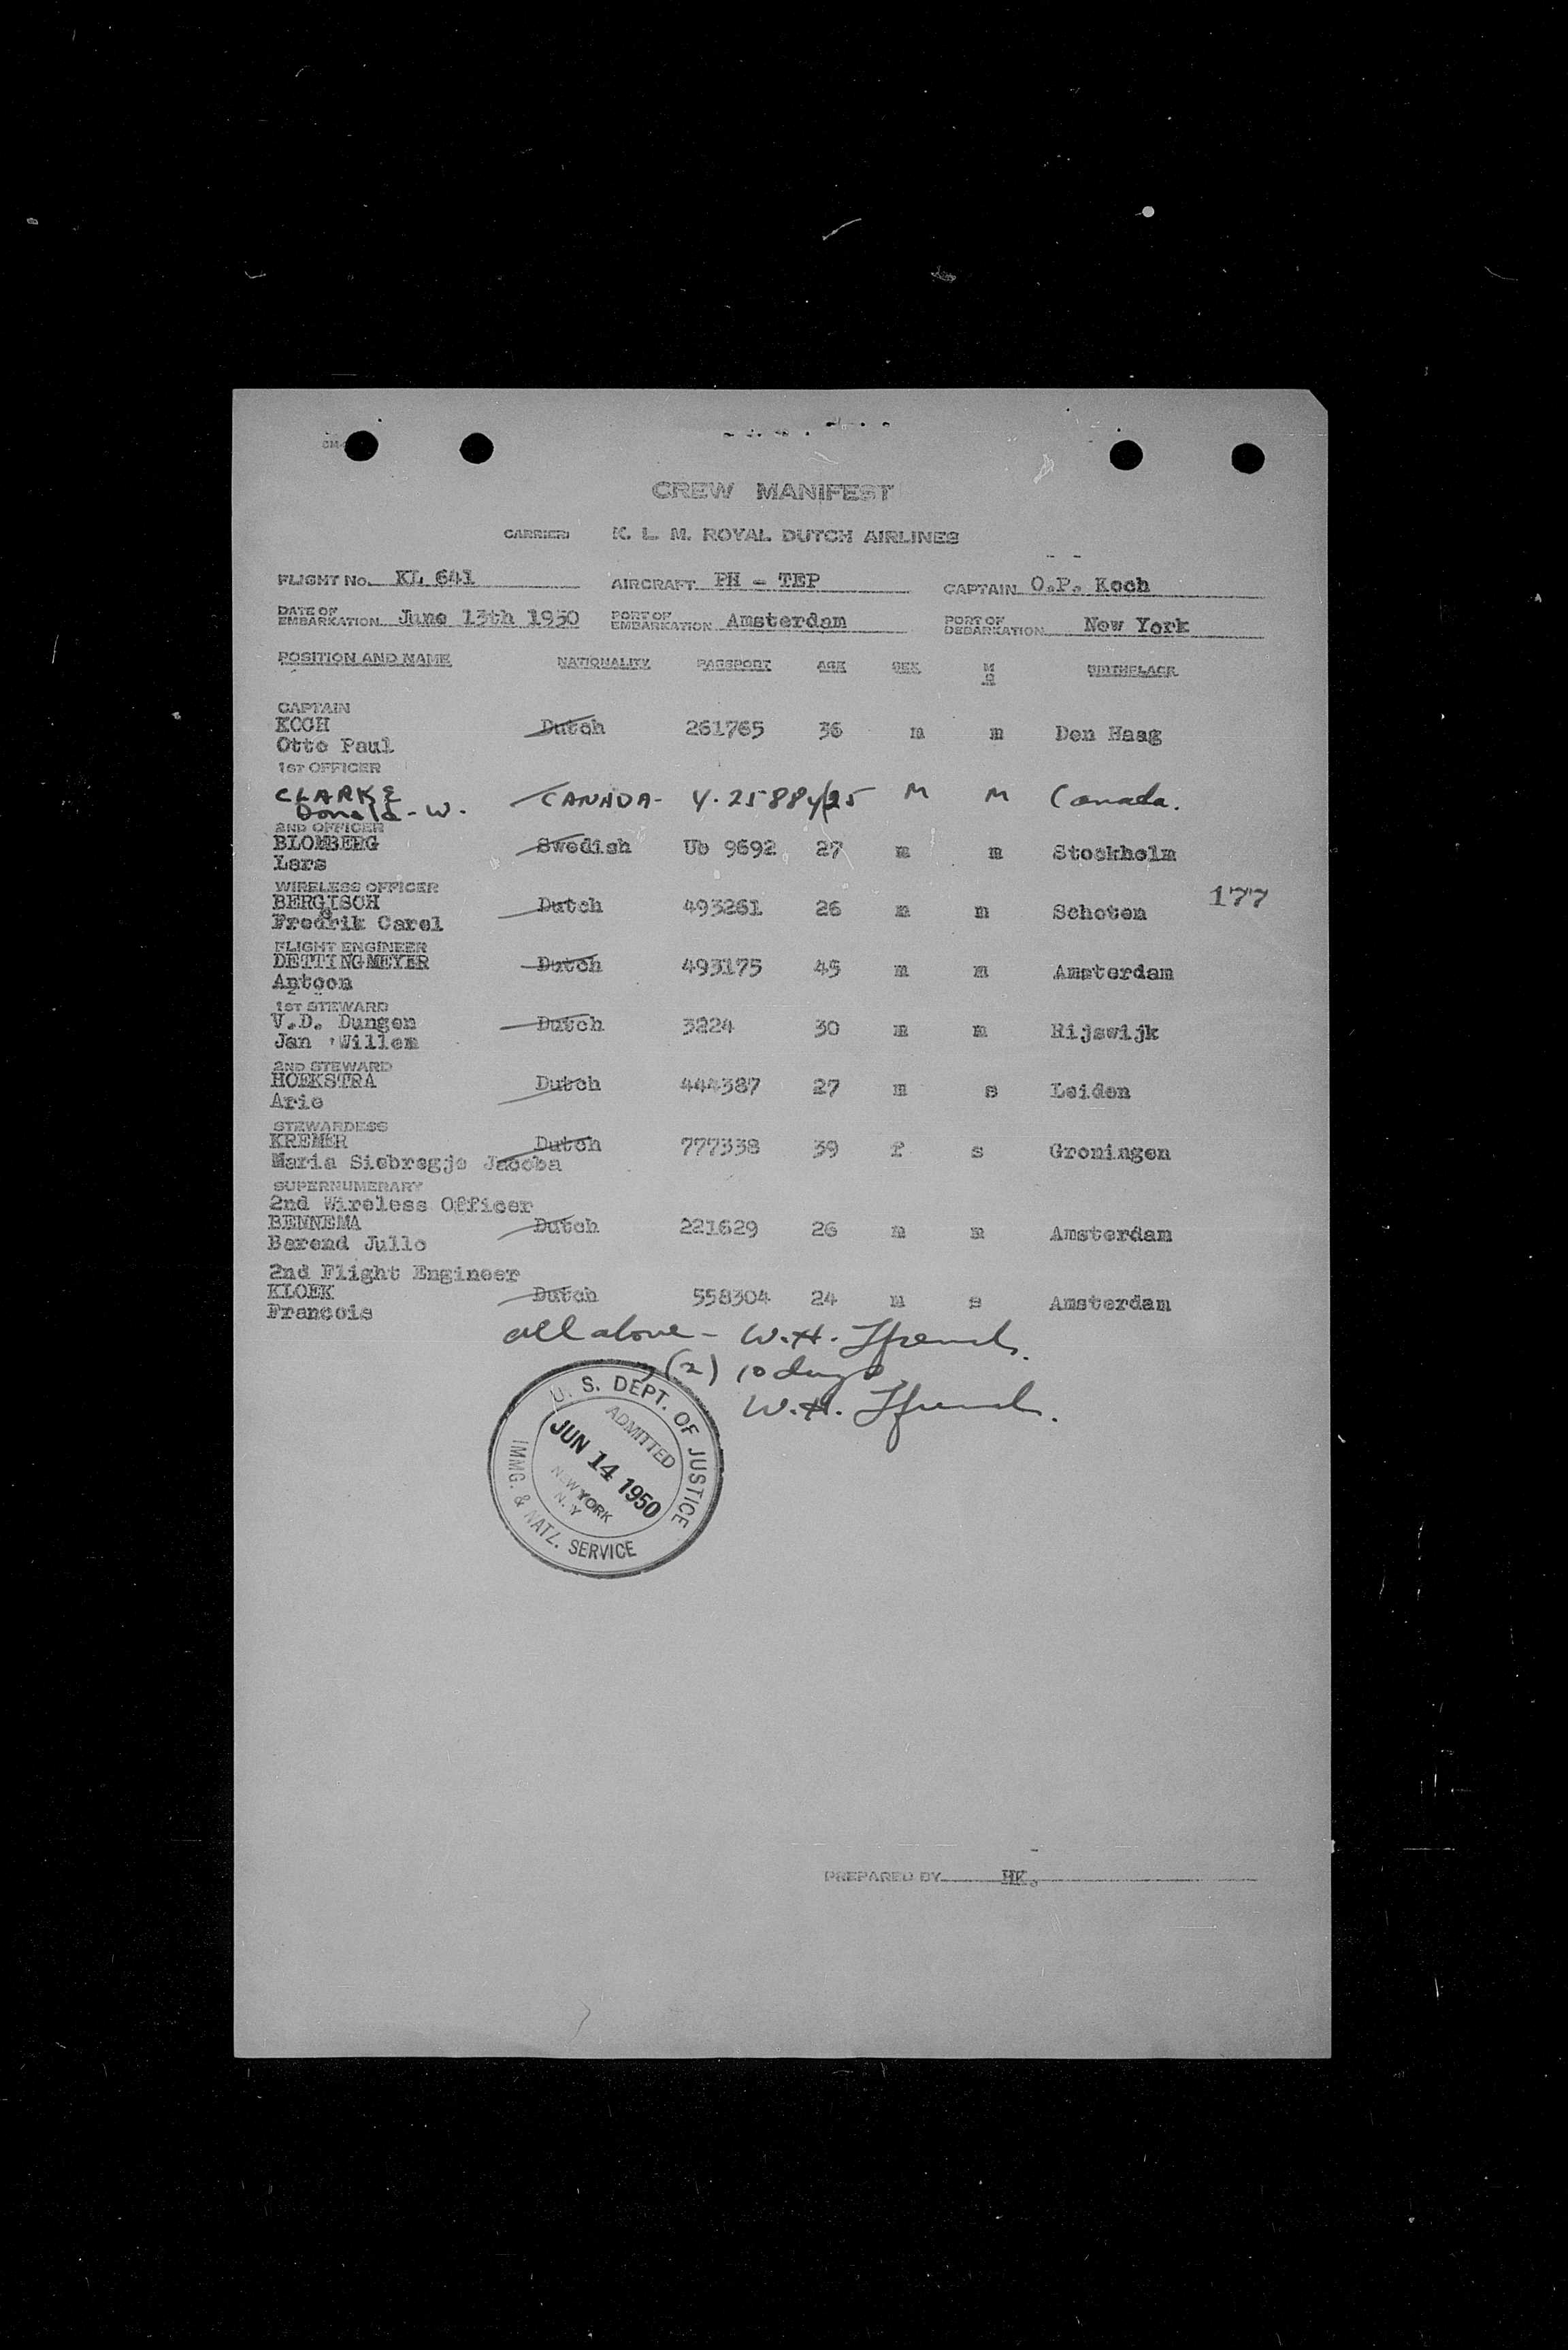 CREW MANIFEST
CARRIER: K. L. M. ROYAL DUTCH AIRLINES
FLIGHT No. KL 641 AIRCRAFT PH - TEP CAPTAIN O.P. Koch
DATE OF EMBARKATION June 13th 1950 PORT OF EMBARKATION Amsterdam PORT OF DEBARKATION New York
POSITION AND NAME NATIONALITY PASSPORT AGE SEX M S BIRTHPLACE
CAPTAIN
KOCH Dutch 261765 36 m m Den Haag
Otto Paul
1ST OFFICER
CLARKE CANADA - 4.25884/25 M M Canada.
Donald - W.
2ND OFFICER
BLOMBERG Swedish Ub 9692 27 m m Stockholm
Lars
WIRELESS OFFICER
BERGISCH Dutch 493261 26 m m Schoten 177
Fredrik Carel
FLIGHT ENGINEER
DETTINGMEYER Dutch 493175 45 m m Amsterdam
Antoon
1ST STEWARD
V.D. Dungen Dutch 3224 30 m m Rijswijk
Jan Willem
2ND STEWARD
HOEKSTRA Dutch 444387 27 m s Leiden
Arie
STEWARDESS
KREMER Dutch 777338 39 f s Groningen
Maria Siebregje Jacoba
SUPERNUMERARY
2nd Wireless Officer
BENNEMA Dutch 221629 26 m m Amsterdam
Barend Jullo
2nd Flight Engineer
KLOEK Dutch 558304 24 m s Amsterdam
Francois
all above - W.H.
(2) 10 days
W.H.
U. S. DEPT. OF JUSTICE
ADMITTED
JUN 14 1950
NEW YORK
N. Y
IMMG. & NATZ. SERVICE
PREPARED BY HK.